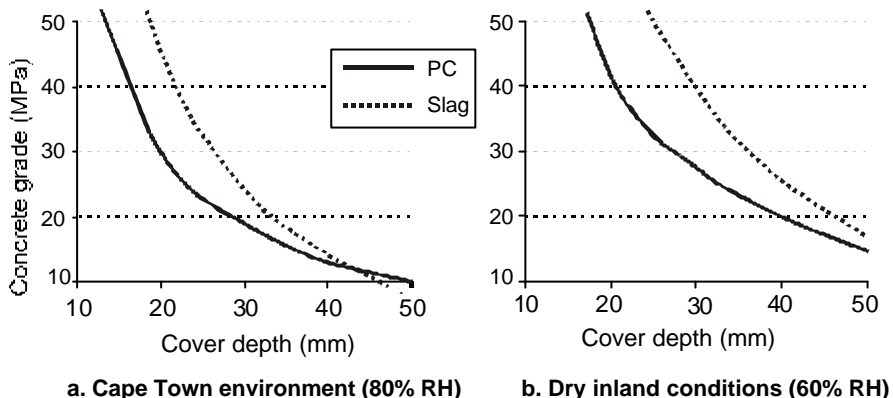 Concrete grade (MPa)
50
40
30
20
10
10 20 30 40 50
Cover depth (mm)
a. Cape Town environment (80% RH)
PC
Slag
50
40
30
20
10
10 20 30 40 50
Cover depth (mm)
b. Dry inland conditions (60% RH)